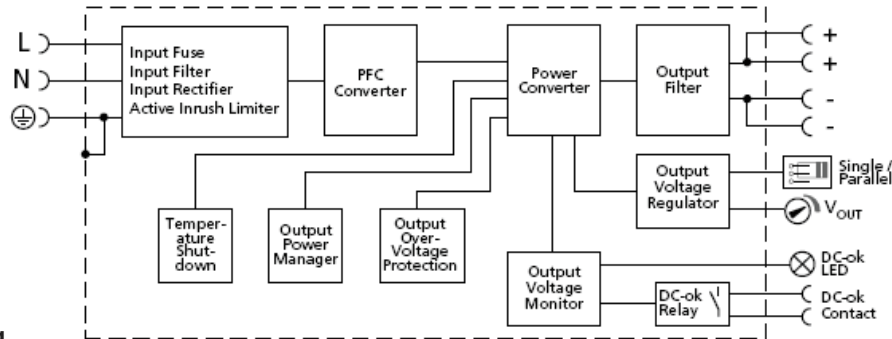 L
N
Input Fuse
Input Filter
Input Rectifier
Active Inrush Limiter
PFC
Converter
Power
Converter
Output
Filter
+
+
-
-
Temper-
ature
Shut-
down
Output
Power
Manager
Output
Over-
Voltage
Protection
Output
Voltage
Regulator
Single /
Parallel
VOUT
Output
Voltage
Monitor
DC-ok
LED
DC-ok
Relay
DC-ok
Contact